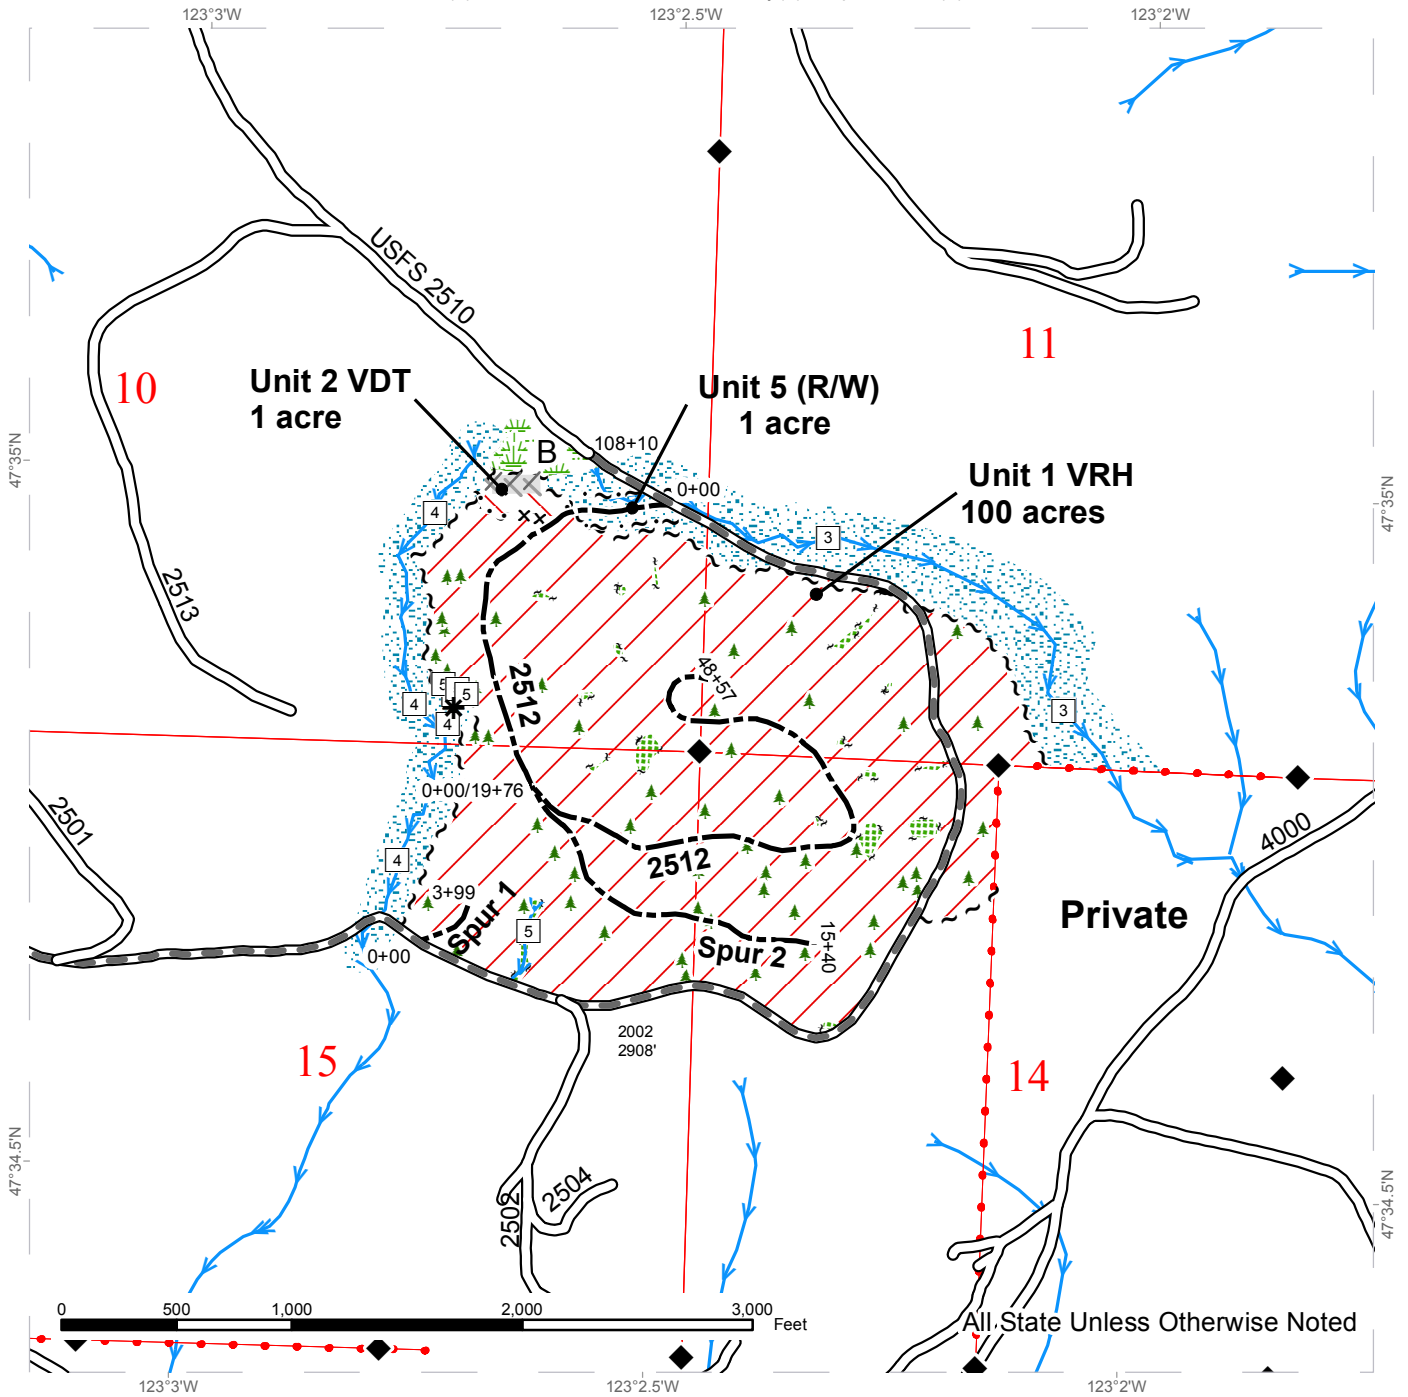 123°3'W
123°2.5'W
123°2'W
11
USFS 2510
10
Unit 2 VDT
1 acre
Unit 5 (R/W)
1 acre
B
108+10
47°35'N
47°35'N
0+00
Unit 1 VRH
100 acres
4
3
2513
2512
48+57
5
5
4
4
3
0+00/19+76
2501
4000
2512
4
3+99
Spur 1
Private
5
15+40
Spur 2
0+00
2002
2908'
15
14
47°34.5'N
47°34.5'N
2504
2502
0
500
1,000
2,000
3,000
Feet
All State Unless Otherwise Noted
123°3'W
123°2.5'W
123°2'W